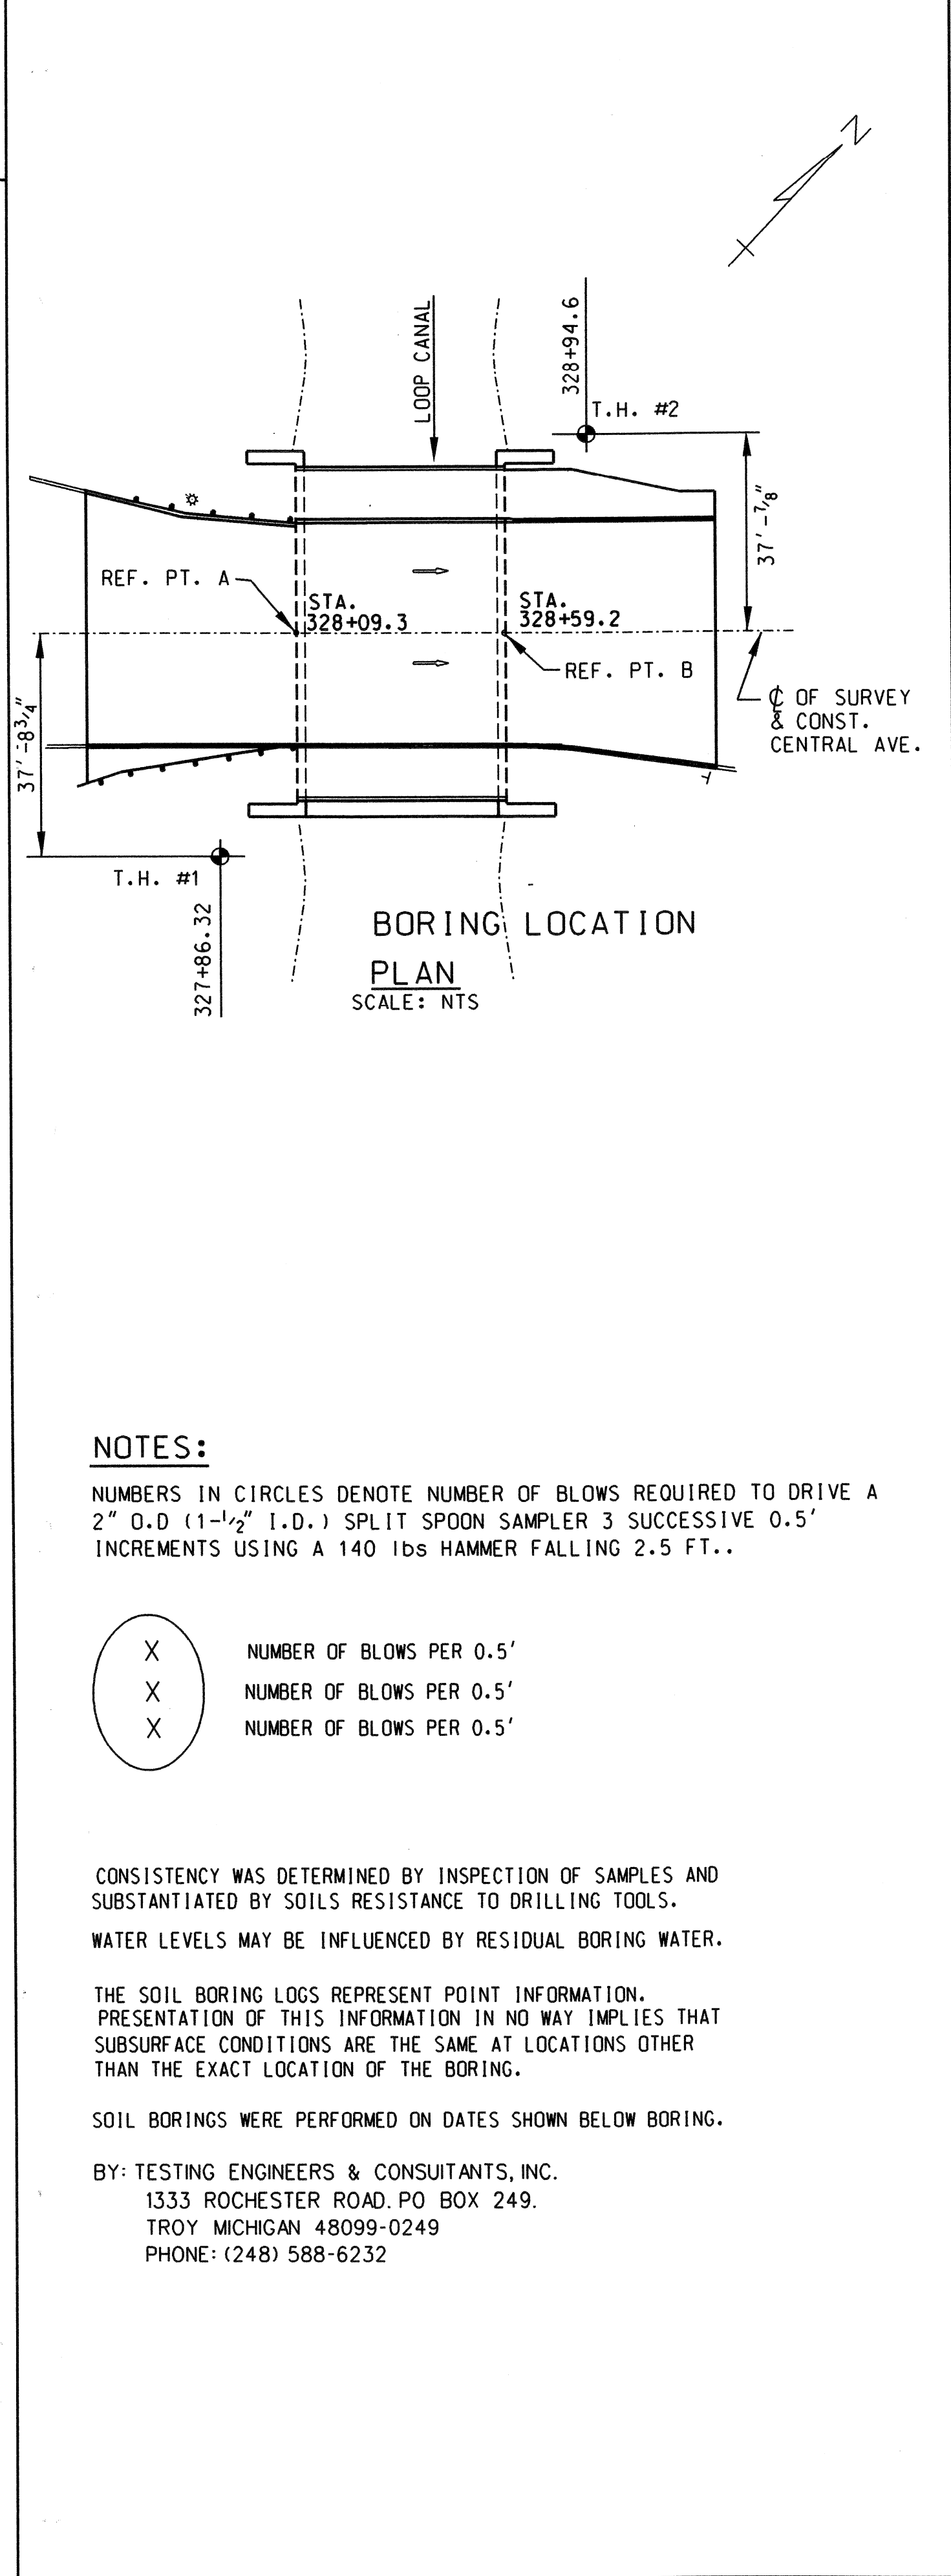 N
LOOP CANAL
328+94.6
T.H. #2
37'-7/8"
REF. PT. A
STA.
328+09.3
STA.
328+59.2
REF. PT. B
℄ OF SURVEY
& CONST.
CENTRAL AVE.
37'-8 3/4"
T.H. #1
327+86.32
BORING LOCATION
PLAN
SCALE: NTS
NOTES:
NUMBERS IN CIRCLES DENOTE NUMBER OF BLOWS REQUIRED TO DRIVE A
2" O.D (1-1/2" I.D.) SPLIT SPOON SAMPLER 3 SUCCESSIVE 0.5'
INCREMENTS USING A 140 lbs HAMMER FALLING 2.5 FT..
X NUMBER OF BLOWS PER 0.5'
X NUMBER OF BLOWS PER 0.5'
X NUMBER OF BLOWS PER 0.5'
CONSISTENCY WAS DETERMINED BY INSPECTION OF SAMPLES AND
SUBSTANTIATED BY SOILS RESISTANCE TO DRILLING TOOLS.
WATER LEVELS MAY BE INFLUENCED BY RESIDUAL BORING WATER.
THE SOIL BORING LOGS REPRESENT POINT INFORMATION.
PRESENTATION OF THIS INFORMATION IN NO WAY IMPLIES THAT
SUBSURFACE CONDITIONS ARE THE SAME AT LOCATIONS OTHER
THAN THE EXACT LOCATION OF THE BORING.
SOIL BORINGS WERE PERFORMED ON DATES SHOWN BELOW BORING.
BY: TESTING ENGINEERS & CONSUITANTS, INC.
1333 ROCHESTER ROAD. PO BOX 249.
TROY MICHIGAN 48099-0249
PHONE: (248) 588-6232